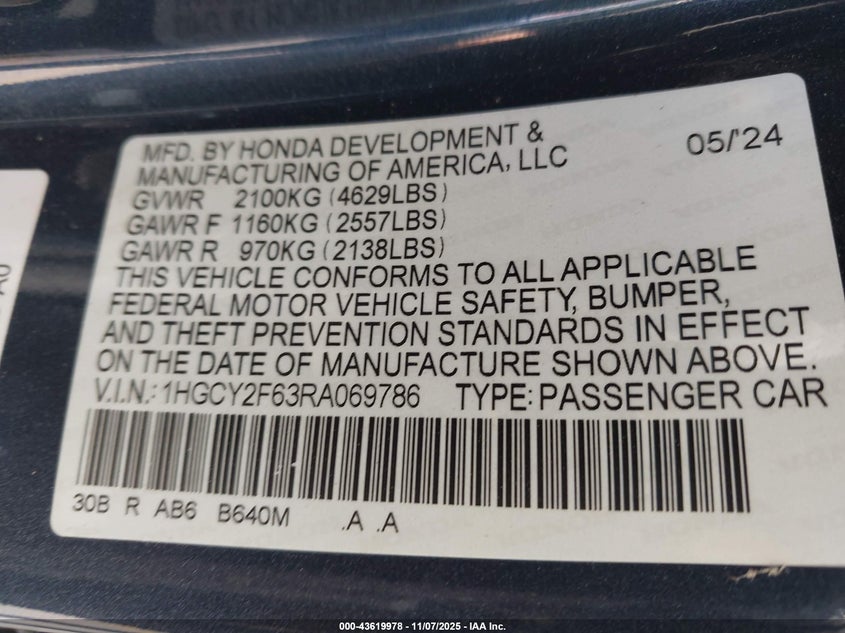 MFD. BY HONDA DEVELOPMENT & 05/'24
MANUFACTURING OF AMERICA, LLC
GVWR 2100KG (4629LBS)
GAWR F 1160KG (2557LBS)
GAWR R 970KG (2138LBS)
THIS VEHICLE CONFORMS TO ALL APPLICABLE
FEDERAL MOTOR VEHICLE SAFETY, BUMPER,
AND THEFT PREVENTION STANDARDS IN EFFECT
ON THE DATE OF MANUFACTURE SHOWN ABOVE.
V.I.N.: 1HGCY2F63RA069786 TYPE: PASSENGER CAR
30B R AB6 B640M .A .A
000-43619978 - 11/07/2025 - IAA Inc.